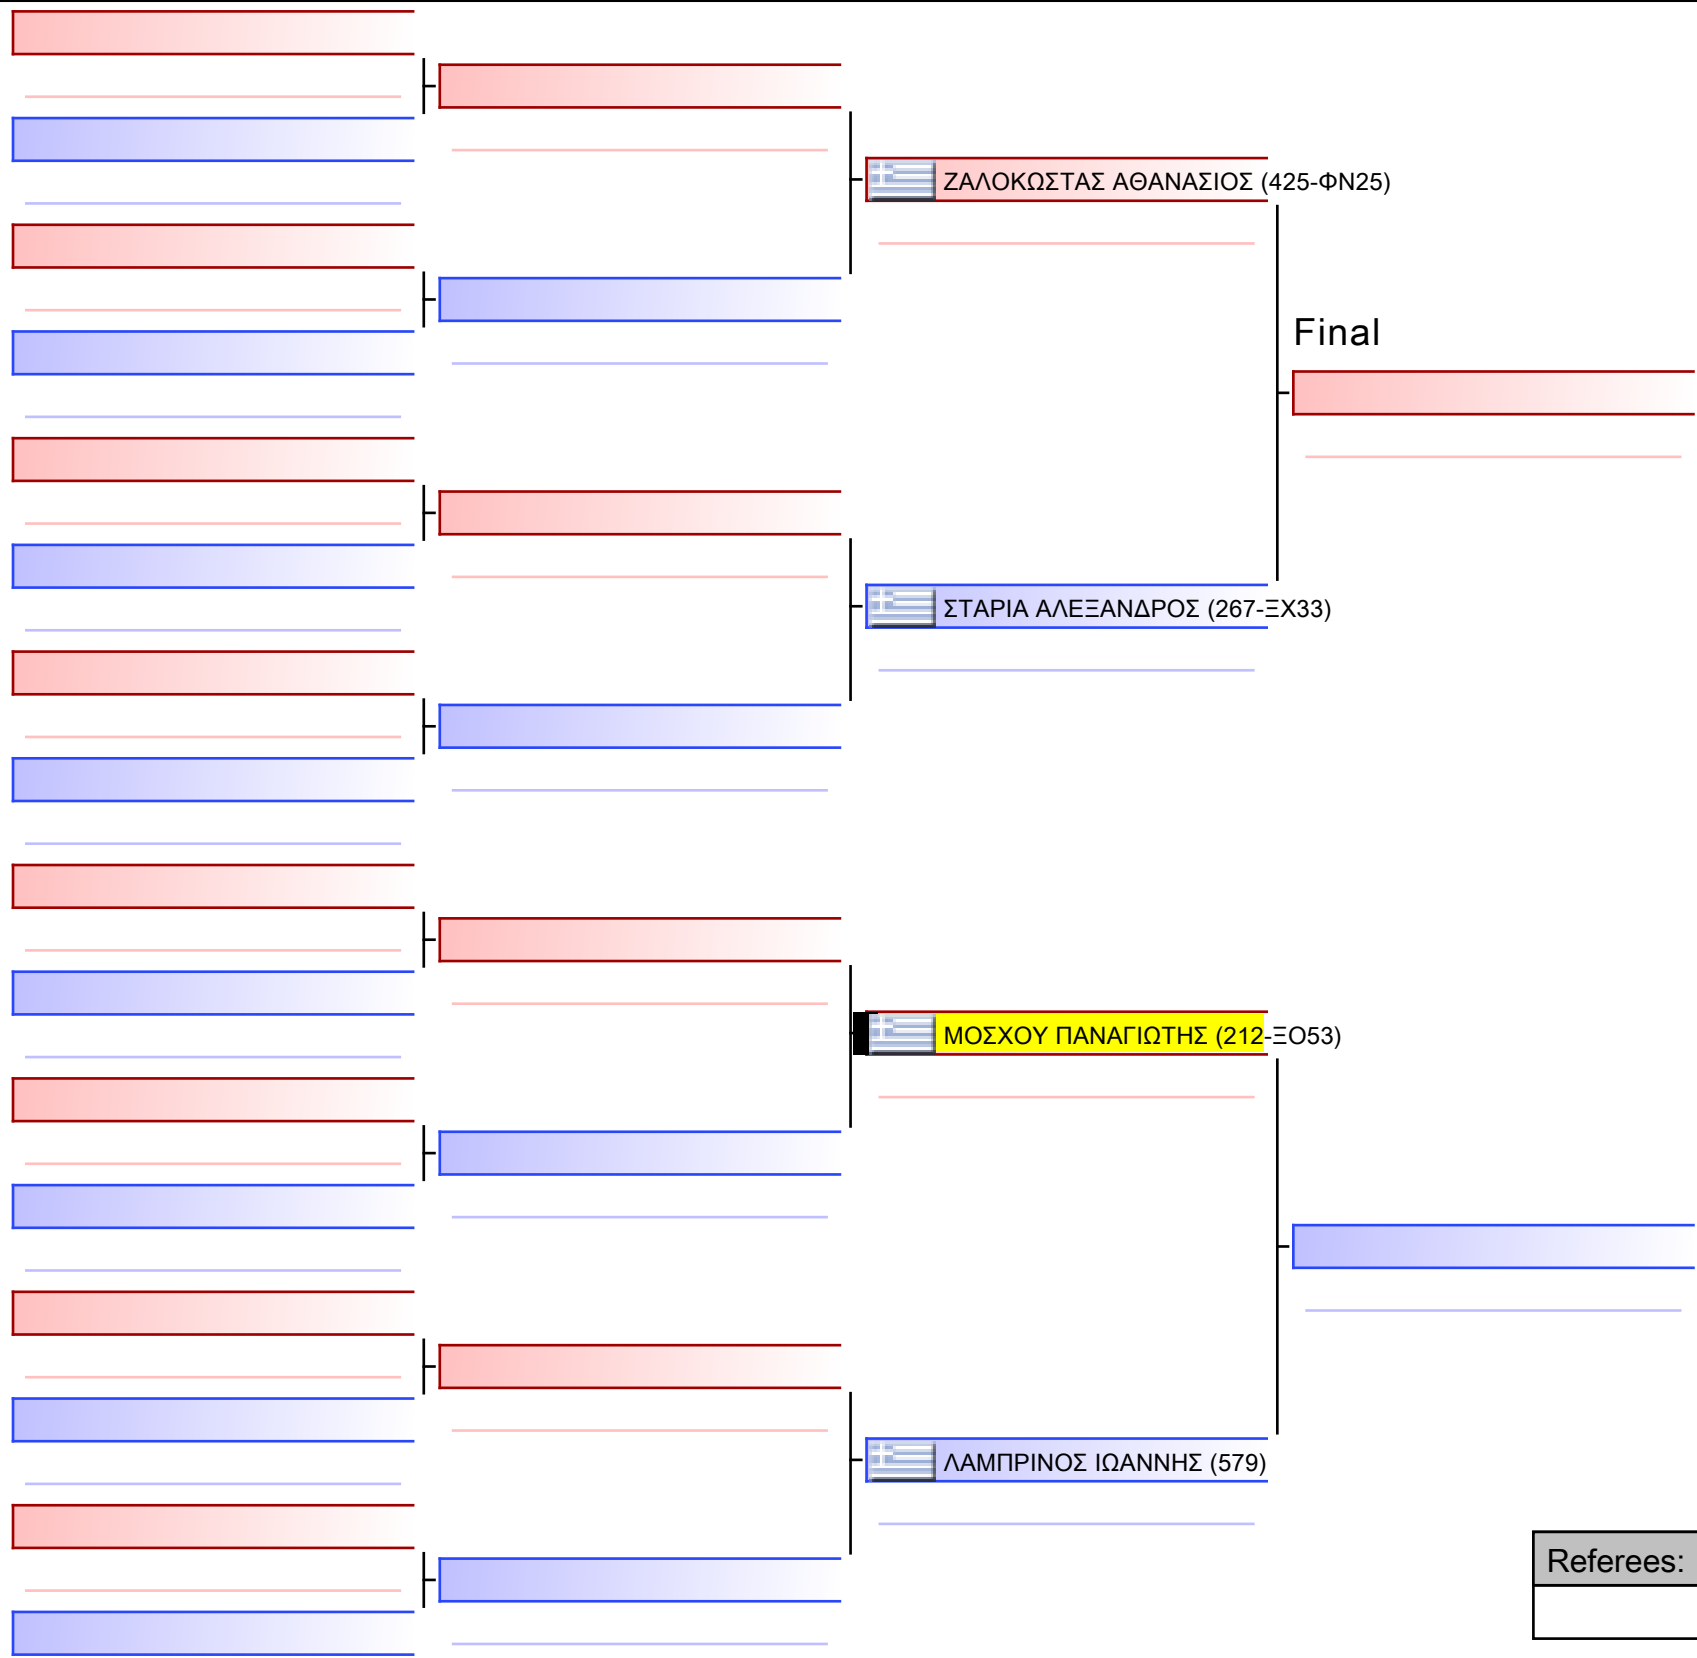 ΖΑΛΟΚΩΣΤΑΣ ΑΘΑΝΑΣΙΟΣ (425-ΦΝ25)
Final
ΣΤΑΡΙΑ ΑΛΕΞΑΝΔΡΟΣ (267-ΞΧ33)
ΜΟΣΧΟΥ ΠΑΝΑΓΙΩΤΗΣ (212-ΞΟ53)
ΛΑΜΠΡΙΝΟΣ ΙΩΑΝΝΗΣ (579)
Referees: